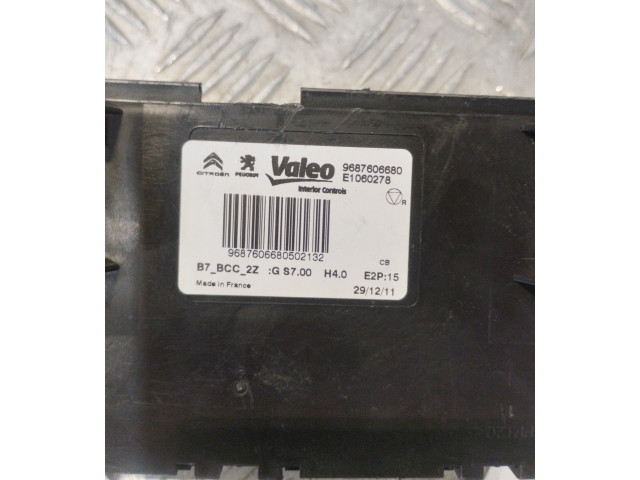 CITROËN PEUGEOT Valeo 9687606680
E1060278
Interior Controls
R
9687606680502132
CB
B7_BCC_2Z :G S7.00 H4.0 E2P:15
Made in France
29/12/11